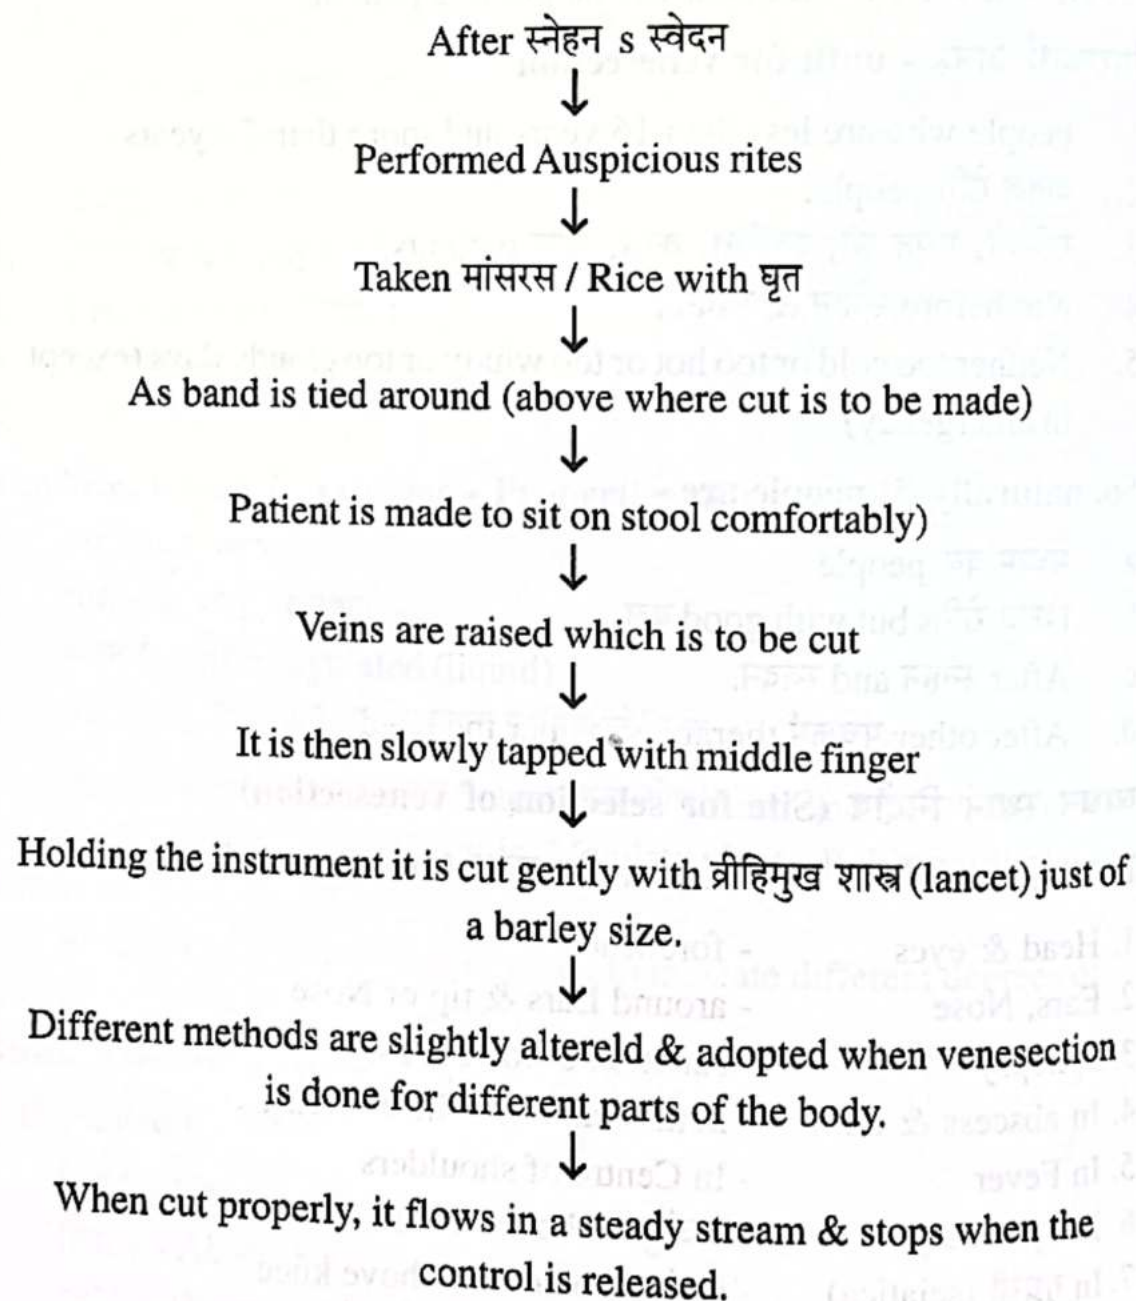 After स्नेहन s स्वेदन
↓
Performed Auspicious rites
↓
Taken मांसरस / Rice with घृत
↓
As band is tied around (above where cut is to be made)
↓
Patient is made to sit on stool comfortably)
↓
Veins are raised which is to be cut
↓
It is then slowly tapped with middle finger
↓
Holding the instrument it is cut gently with व्रीहिमुख शास्त्र (lancet) just of
a barley size.
↓
Different methods are slightly altereld & adopted when venesection
is done for different parts of the body.
↓
When cut properly, it flows in a steady stream & stops when the
control is released.